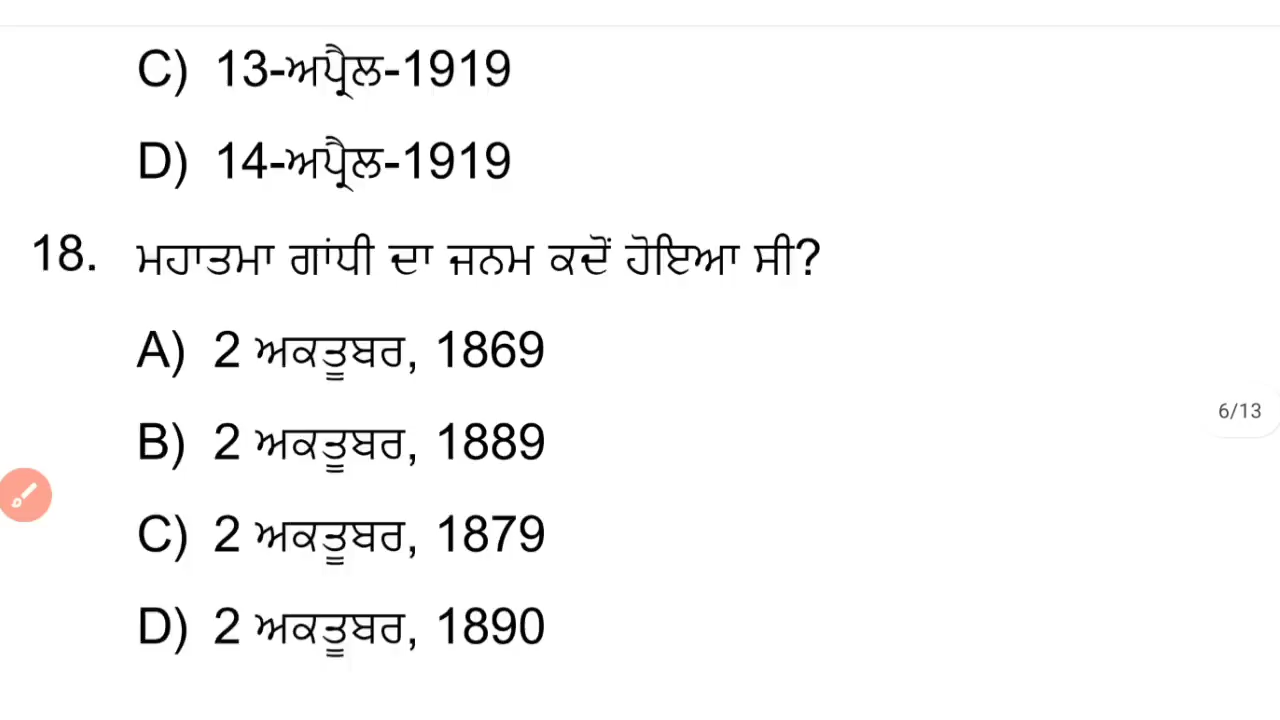 C) 13-ਅਪ੍ਰੈਲ-1919
D) 14-ਅਪ੍ਰੈਲ-1919
18. ਮਹਾਤਮਾ ਗਾਂਧੀ ਦਾ ਜਨਮ ਕਦੋਂ ਹੋਇਆ ਸੀ?
A) 2 ਅਕਤੂਬਰ, 1869
6/13
B) 2 ਅਕਤੂਬਰ, 1889
C) 2 ਅਕਤੂਬਰ, 1879
D) 2 ਅਕਤੂਬਰ, 1890